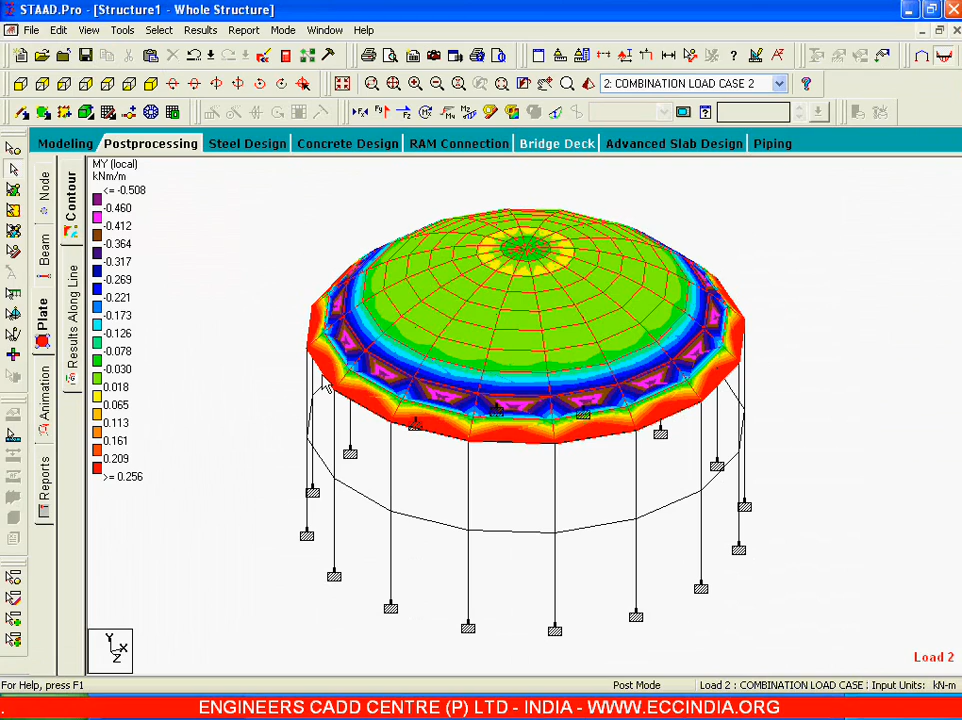 STAAD.Pro - [Structure1 - Whole Structure]
File Edit View Tools Select Results Report Mode Window Help
2: COMBINATION LOAD CASE 2
Modeling Postprocessing Steel Design Concrete Design RAM Connection Bridge Deck Advanced Slab Design Piping
Node
Beam
Plate
Animation
Reports
Contour
Results Along Line
MY (local)
kNm/m
<= -0.508
-0.460
-0.412
-0.364
-0.317
-0.269
-0.221
-0.173
-0.126
-0.078
-0.030
0.018
0.065
0.113
0.161
0.209
>= 0.256
Y
X
Z
Load 2
For Help, press F1 Post Mode Load 2 : COMBINATION LOAD CASE Input Units: kN-m
. ENGINEERS CADD CENTRE (P) LTD - INDIA - WWW.ECCINDIA.ORG